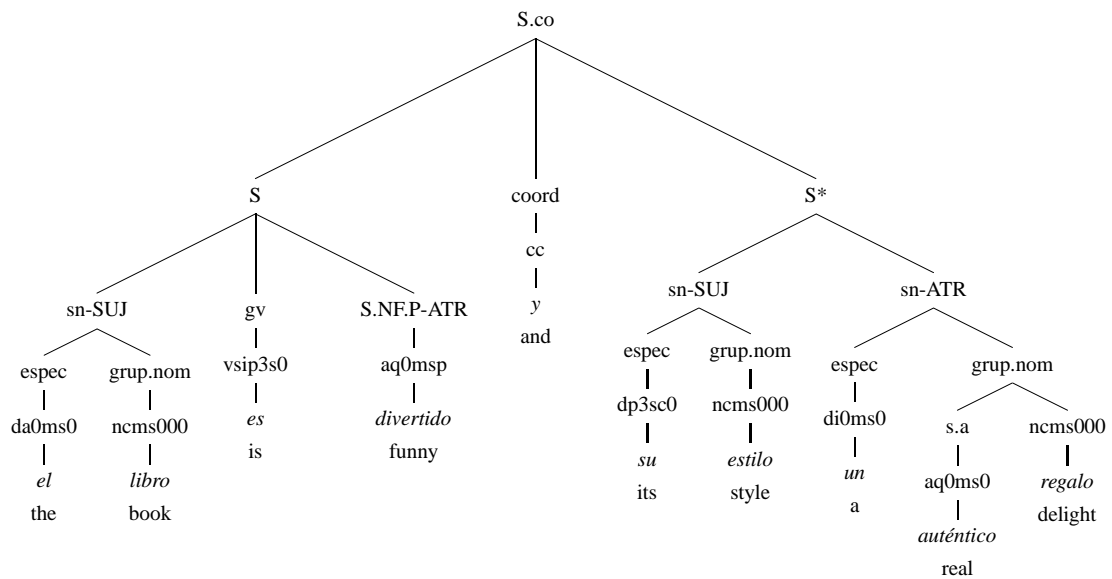 S.co
S coord S*
cc
sn-SUJ gv S.NF.P-ATR y sn-SUJ sn-ATR
and
espec grup.nom vsip3s0 aq0msp espec grup.nom espec grup.nom
da0ms0 ncms000 es divertido dp3sc0 ncms000 di0ms0 s.a ncms000
is funny
el libro su estilo un aq0ms0 regalo
the book its style a delight
auténtico
real